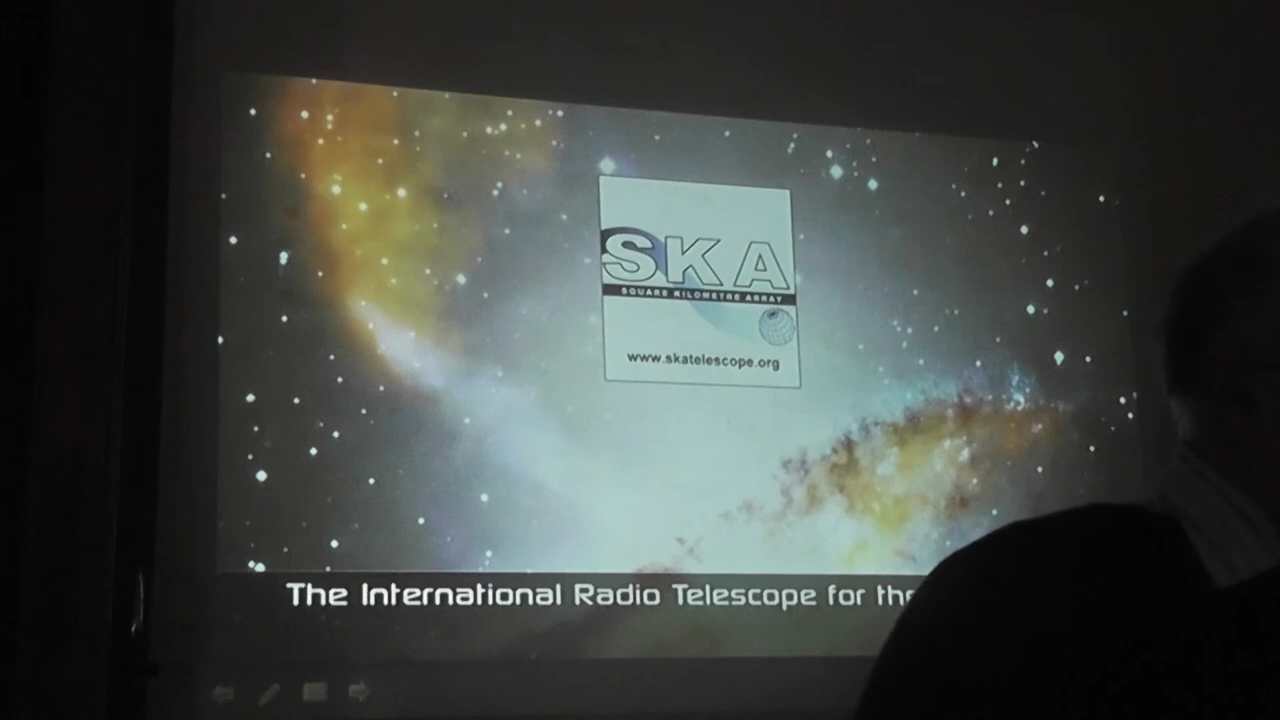 SKA
SQUARE KILOMETRE ARRAY
www.skatelescope.org
The International Radio Telescope for the